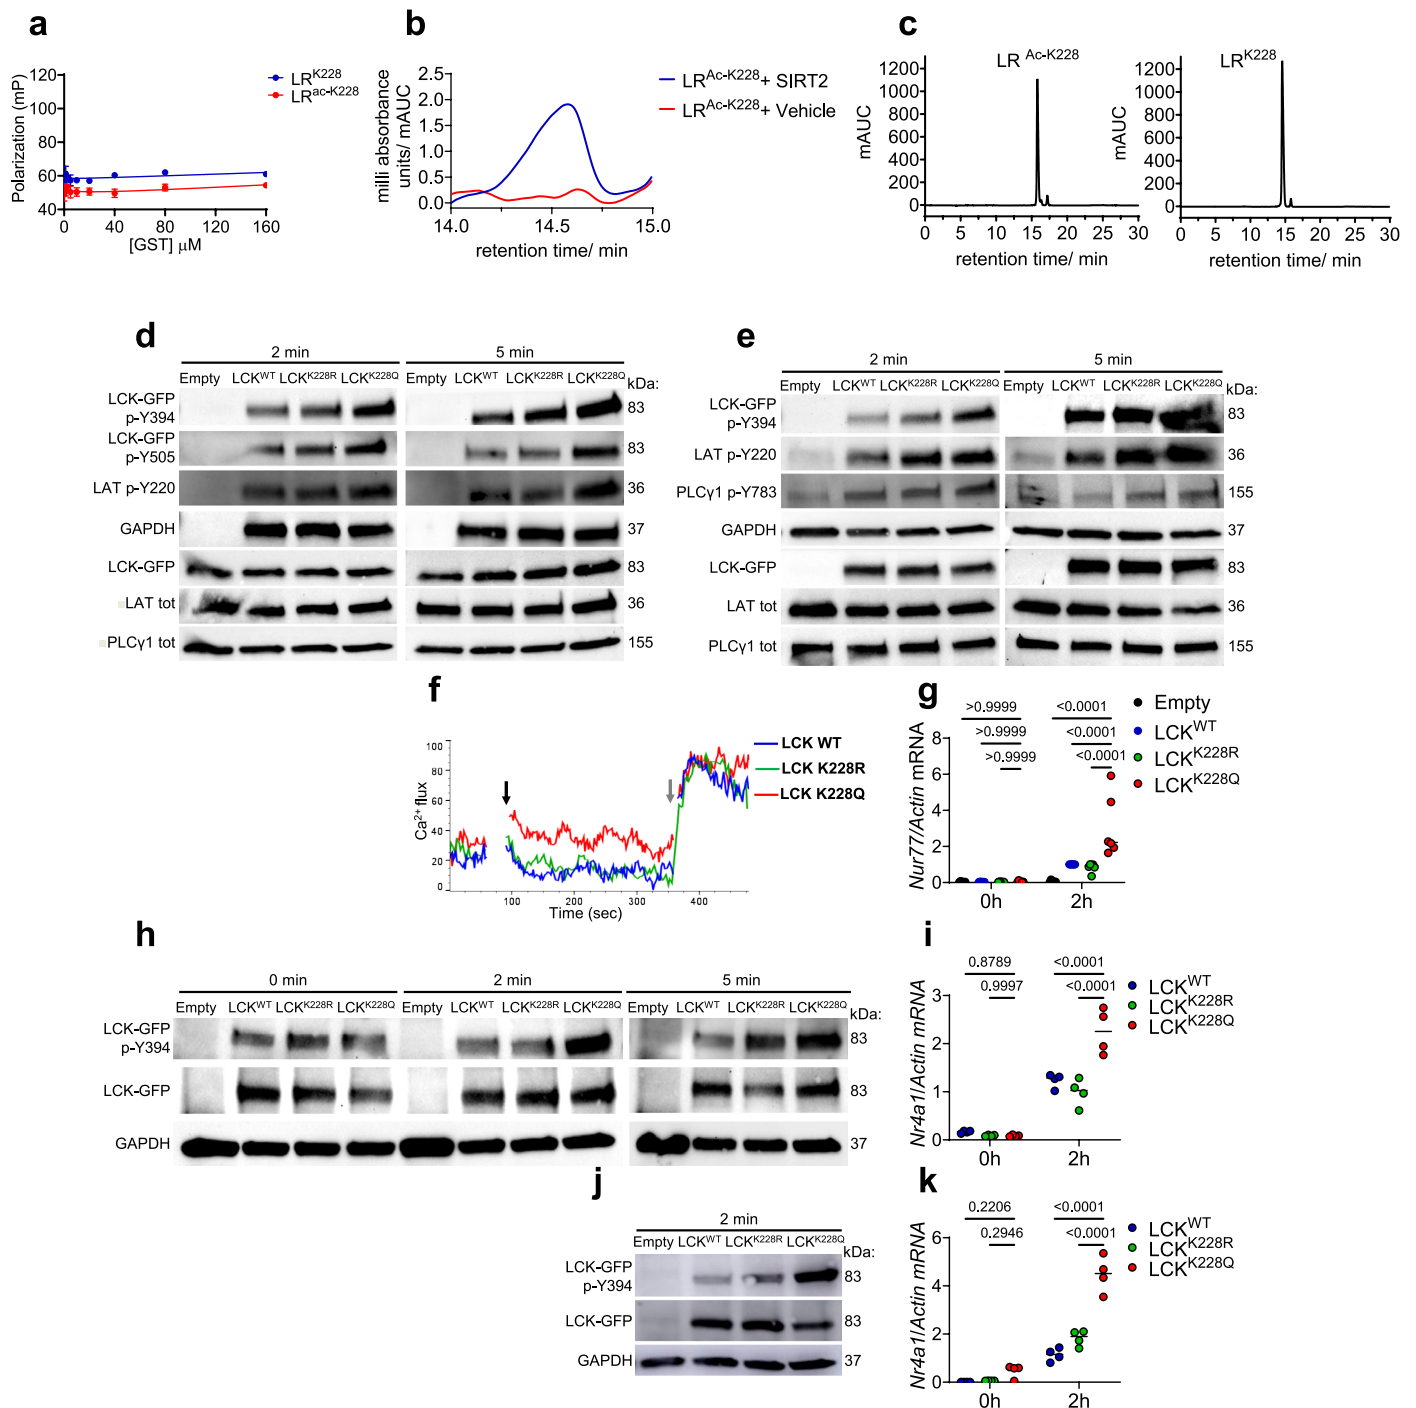 a
120
100
80
60
40
Polarization (mP)
0
40
80
120
160
[GST] μM
LR^K228
LR^ac-K228
b
2.5
2.0
1.5
1.0
0.5
0.0
milli absorbance
units/ mAUC
14.0
14.5
15.0
retention time/ min
LR^Ac-K228+ SIRT2
LR^Ac-K228+ Vehicle
c
LR ^Ac-K228
1200
1000
800
600
400
200
0
mAUC
0 5 10 15 20 25 30
retention time/ min
LR^K228
1200
1000
800
600
400
200
0
mAUC
0 5 10 15 20 25 30
retention time/ min
d
2 min
5 min
Empty LCK^WT LCK^K228R LCK^K228Q
Empty LCK^WT LCK^K228R LCK^K228Q
kDa:
LCK-GFP
p-Y394
83
LCK-GFP
p-Y505
83
LAT p-Y220
36
GAPDH
37
LCK-GFP
83
LAT tot
36
PLCγ1 tot
155
e
2 min
5 min
Empty LCK^WT LCK^K228R LCK^K228Q
Empty LCK^WT LCK^K228R LCK^K228Q
kDa:
LCK-GFP
p-Y394
83
LAT p-Y220
36
PLCγ1 p-Y783
155
GAPDH
37
LCK-GFP
83
LAT tot
36
PLCγ1 tot
155
f
100
80
60
40
20
0
Ca²⁺ flux
100
200
300
400
Time (sec)
LCK WT
LCK K228R
LCK K228Q
g
>0.9999
>0.9999
>0.9999
<0.0001
<0.0001
<0.0001
8
6
4
2
0
Nur77/Actin mRNA
0h
2h
Empty
LCK^WT
LCK^K228R
LCK^K228Q
h
0 min
2 min
5 min
Empty LCK^WT LCK^K228R LCK^K228Q
Empty LCK^WT LCK^K228R LCK^K228Q
Empty LCK^WT LCK^K228R LCK^K228Q
kDa:
LCK-GFP
p-Y394
83
LCK-GFP
83
GAPDH
37
i
0.8789
0.9997
<0.0001
<0.0001
3
2
1
0
Nr4a1/Actin mRNA
0h
2h
LCK^WT
LCK^K228R
LCK^K228Q
j
2 min
Empty LCK^WT LCK^K228R LCK^K228Q
kDa:
LCK-GFP
p-Y394
83
LCK-GFP
83
GAPDH
37
k
0.2206
0.2946
<0.0001
<0.0001
6
4
2
0
Nr4a1/Actin mRNA
0h
2h
LCK^WT
LCK^K228R
LCK^K228Q